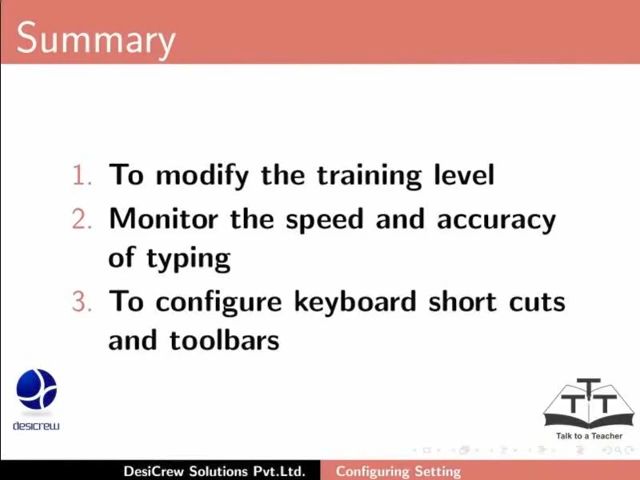 Summary
1. To modify the training level
2. Monitor the speed and accuracy
of typing
3. To configure keyboard short cuts
and toolbars
desicrew
TTT
Talk to a Teacher
DesiCrew Solutions Pvt.Ltd. Configuring Setting